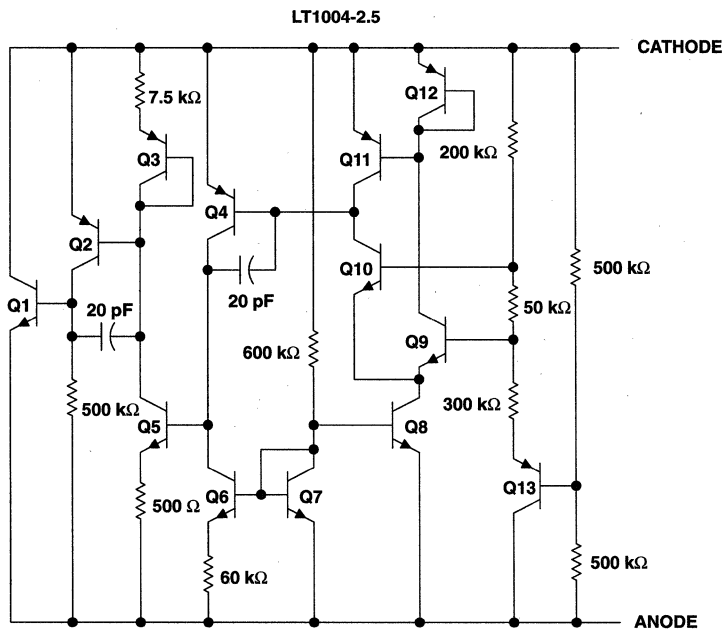 LT1004-2.5
CATHODE
7.5 kΩ
Q12
Q3
Q11
200 kΩ
Q4
Q2
Q10
500 kΩ
Q1
20 pF
20 pF
50 kΩ
600 kΩ
Q9
500 kΩ
300 kΩ
Q5
Q8
Q13
500 Ω
Q6
Q7
60 kΩ
500 kΩ
ANODE